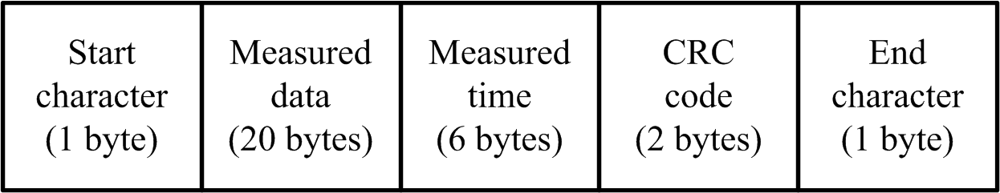 Start
character
(1 byte)
Measured
data
(20 bytes)
Measured
time
(6 bytes)
CRC
code
(2 bytes)
End
character
(1 byte)